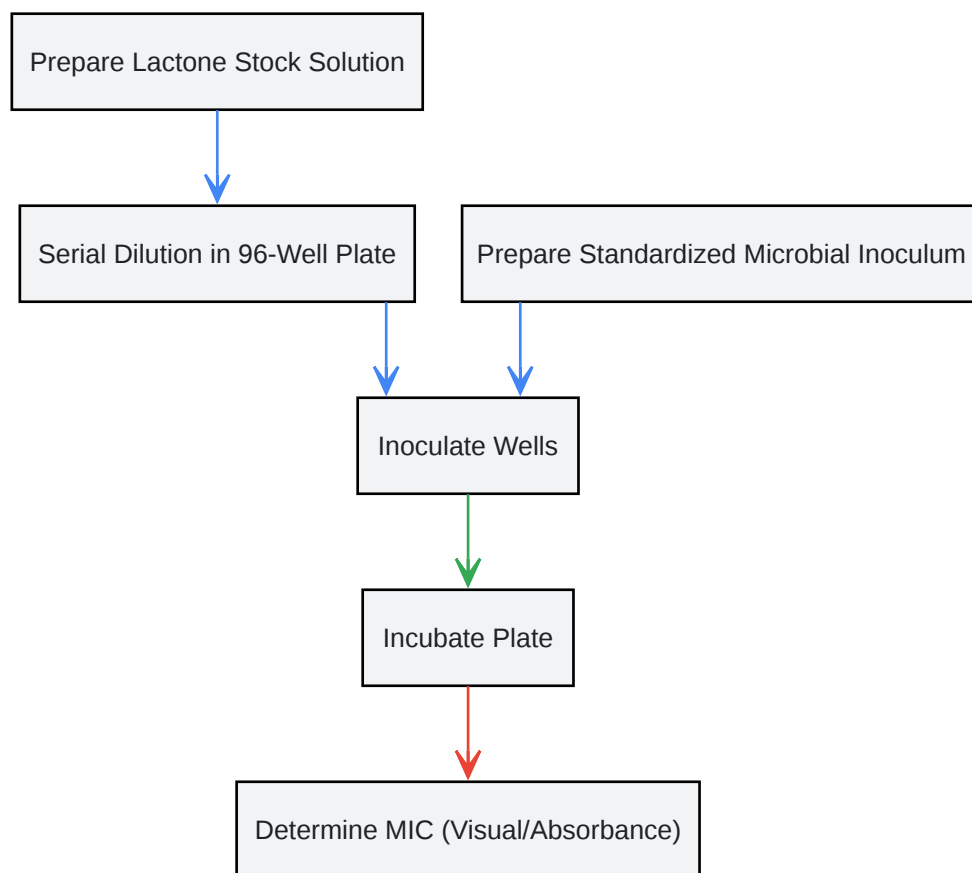 Prepare Lactone Stock Solution
Serial Dilution in 96-Well Plate
Prepare Standardized Microbial Inoculum
Inoculate Wells
Incubate Plate
Determine MIC (Visual/Absorbance)